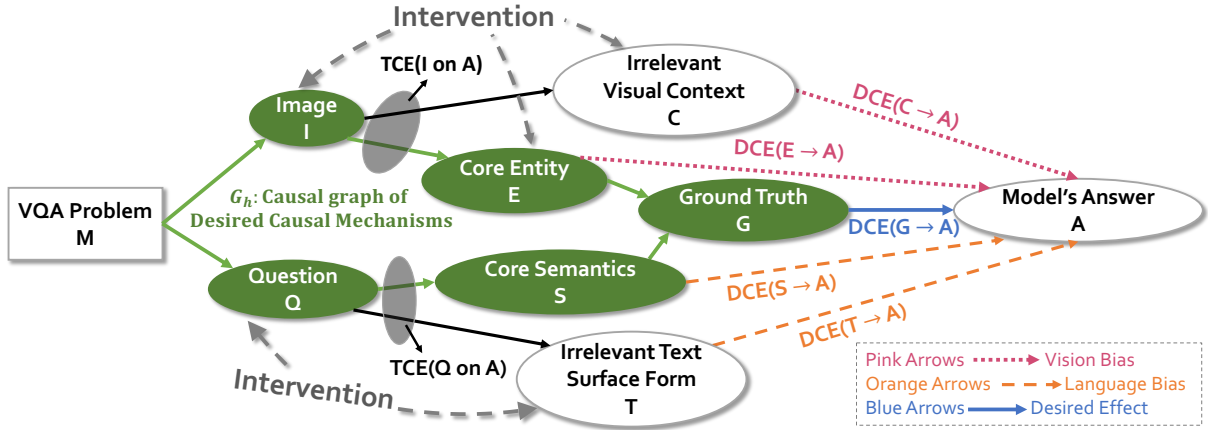 Intervention
TCE(I on A)
Irrelevant
Visual Context
C
Image
I
DCE(C → A)
DCE(E → A)
Core Entity
E
VQA Problem
M
G_h: Causal graph of
Desired Causal Mechanisms
Ground Truth
G
DCE(G → A)
Model's Answer
A
Question
Q
Core Semantics
S
DCE(S → A)
DCE(T → A)
TCE(Q on A)
Intervention
Irrelevant Text
Surface Form
T
Pink Arrows Vision Bias
Orange Arrows Language Bias
Blue Arrows Desired Effect